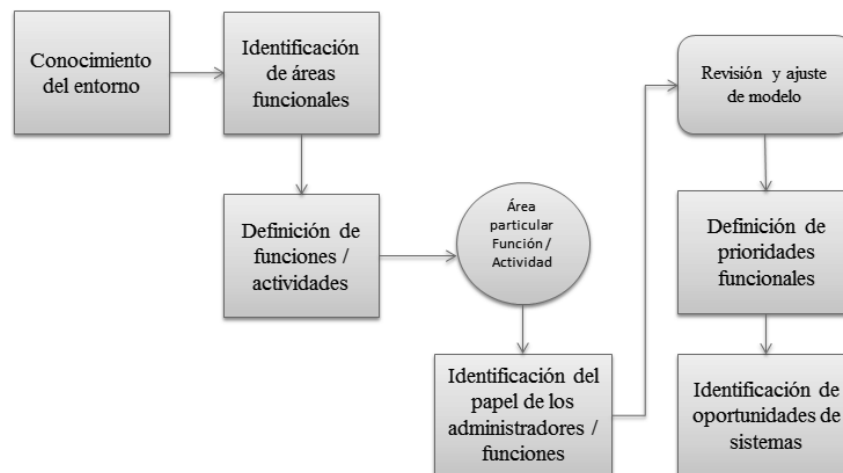 Conocimiento
del entorno
Identificación
de áreas
funcionales
Definición de
funciones /
actividades
Área
particular
Función /
Actividad
Identificación del
papel de los
administradores /
funciones
Revisión y ajuste
de modelo
Definición de
prioridades
funcionales
Identificación de
oportunidades de
sistemas